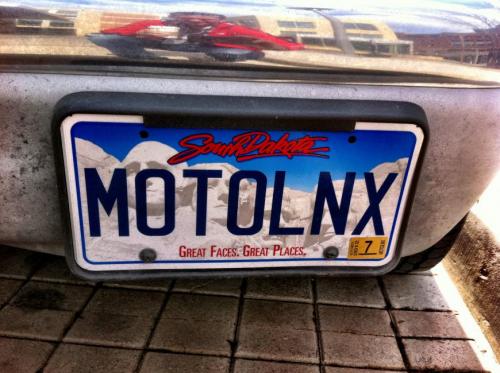 South Dakota
MOTOLNX
GREAT FACES. GREAT PLACES.
7